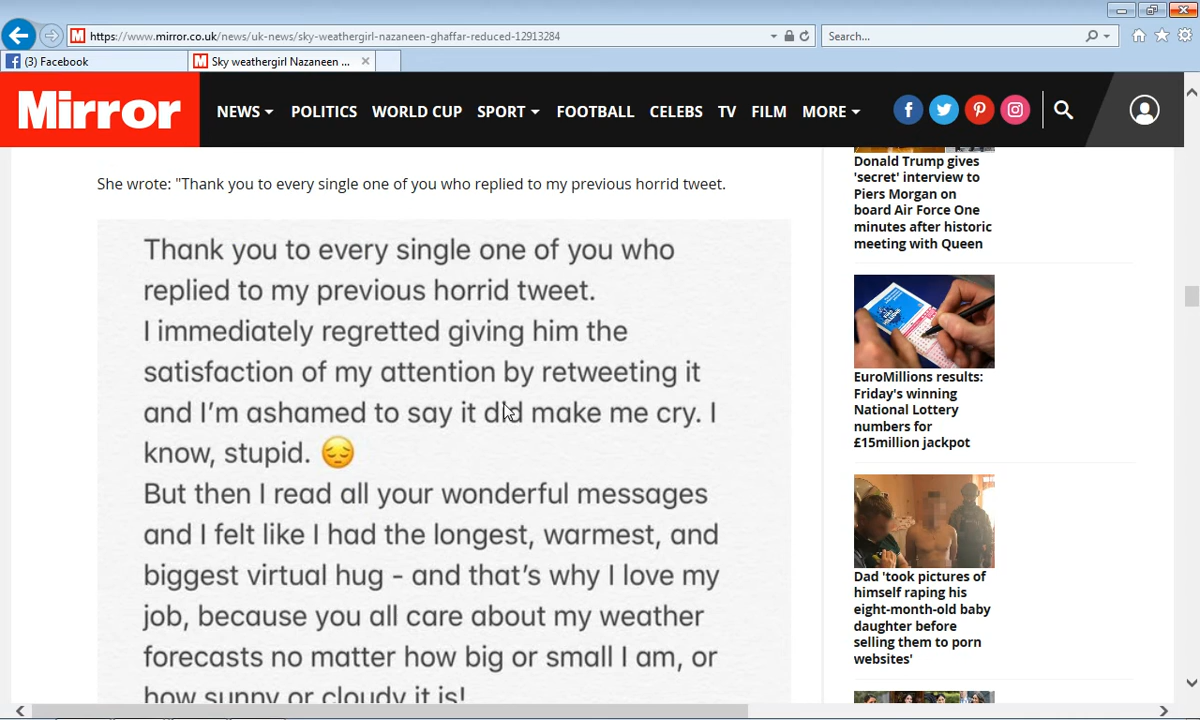 https://www.mirror.co.uk/news/uk-news/sky-weathergirl-nazaneen-ghaffar-reduced-12913284
Search...
(3) Facebook
Sky weathergirl Nazaneen ...
Mirror
NEWS
POLITICS
WORLD CUP
SPORT
FOOTBALL
CELEBS
TV
FILM
MORE
She wrote: "Thank you to every single one of you who replied to my previous horrid tweet.
Thank you to every single one of you who
replied to my previous horrid tweet.
I immediately regretted giving him the
satisfaction of my attention by retweeting it
and I'm ashamed to say it did make me cry. I
know, stupid. 😔
But then I read all your wonderful messages
and I felt like I had the longest, warmest, and
biggest virtual hug - and that's why I love my
job, because you all care about my weather
forecasts no matter how big or small I am, or
how sunny or cloudy it is!
Donald Trump gives
'secret' interview to
Piers Morgan on
board Air Force One
minutes after historic
meeting with Queen
EuroMillions results:
Friday's winning
National Lottery
numbers for
£15million jackpot
Dad 'took pictures of
himself raping his
eight-month-old baby
daughter before
selling them to porn
websites'